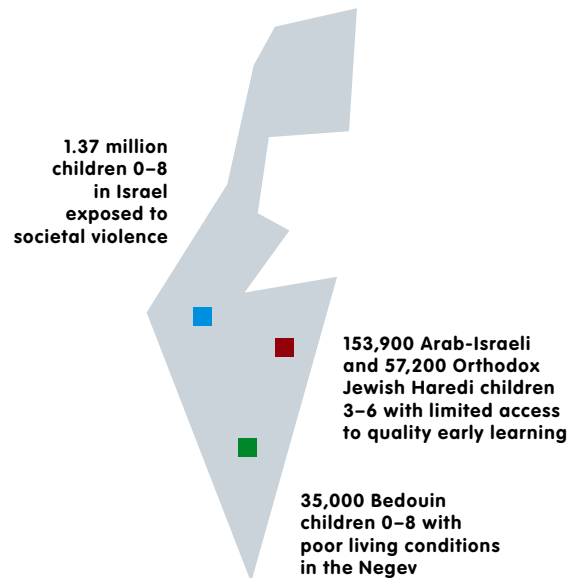 1.37 million
children 0–8
in Israel
exposed to
societal violence
153,900 Arab-Israeli
and 57,200 Orthodox
Jewish Haredi children
3–6 with limited access
to quality early learning
35,000 Bedouin
children 0–8 with
poor living conditions
in the Negev